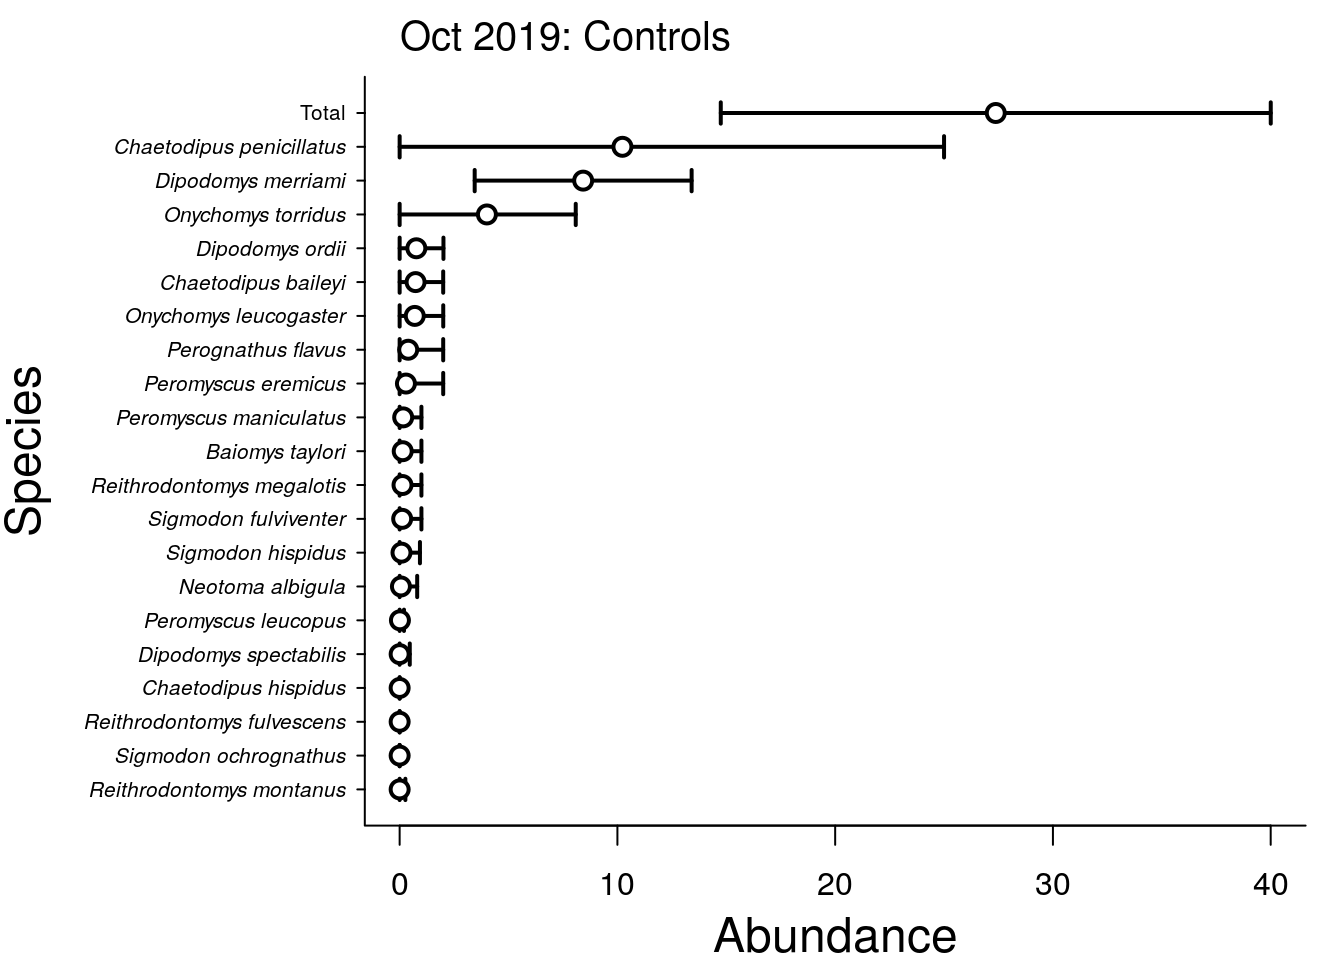 Oct 2019: Controls
Species
Total
Chaetodipus penicillatus
Dipodomys merriami
Onychomys torridus
Dipodomys ordii
Chaetodipus baileyi
Onychomys leucogaster
Perognathus flavus
Peromyscus eremicus
Peromyscus maniculatus
Baiomys taylori
Reithrodontomys megalotis
Sigmodon fulviventer
Sigmodon hispidus
Neotoma albigula
Peromyscus leucopus
Dipodomys spectabilis
Chaetodipus hispidus
Reithrodontomys fulvescens
Sigmodon ochrognathus
Reithrodontomys montanus
0 10 20 30 40
Abundance